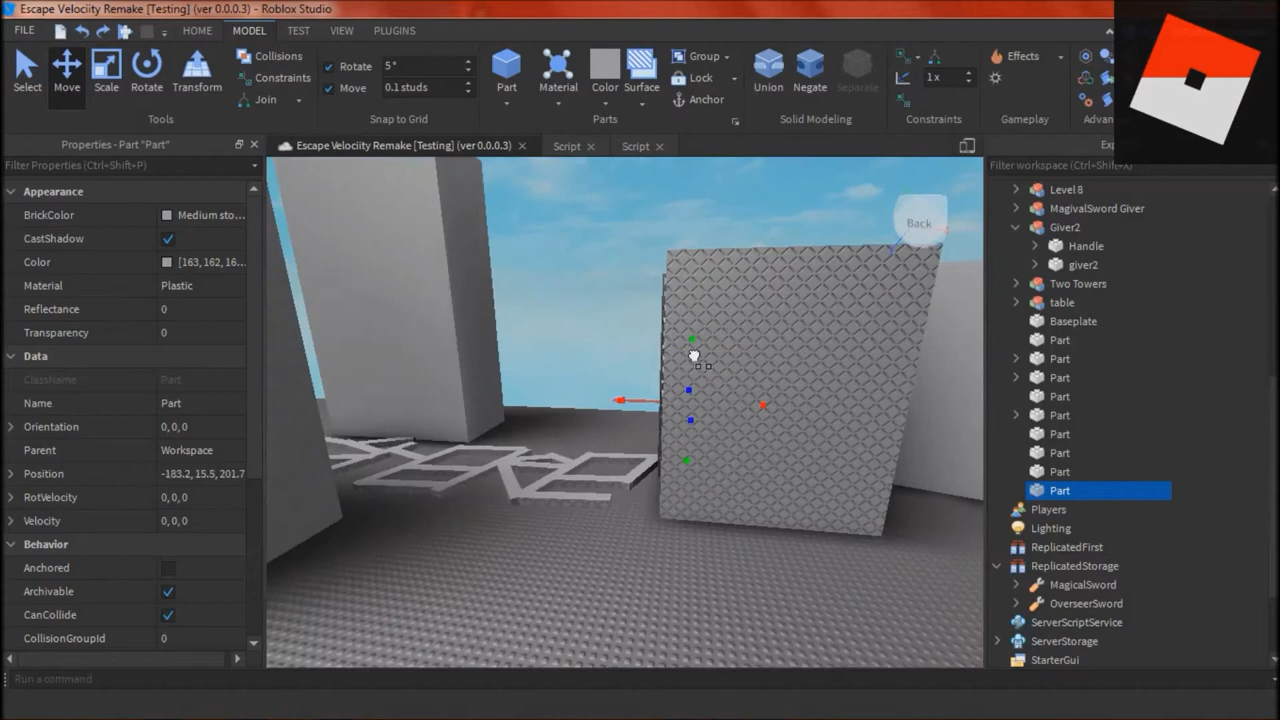 Escape Velociity Remake [Testing] (ver 0.0.0.3) - Roblox Studio
FILE HOME MODEL TEST VIEW PLUGINS
Select Move Scale Rotate Transform
Tools
Collisions
Constraints
Join
Rotate 5°
Move 0.1 studs
Snap to Grid
Part Material Color Surface
Group
Lock
Anchor
Parts
Union Negate Separate
Solid Modeling
1x
Constraints
Effects
Gameplay
Advan
Properties - Part "Part"
Filter Properties (Ctrl+Shift+P)
Appearance
BrickColor Medium sto...
CastShadow
Color [163, 162, 16...
Material Plastic
Reflectance 0
Transparency 0
Data
ClassName Part
Name Part
Orientation 0,0,0
Parent Workspace
Position -183.2, 15.5, 201.7
RotVelocity 0,0,0
Velocity 0,0,0
Behavior
Anchored
Archivable
CanCollide
CollisionGroupId 0
Escape Velociity Remake [Testing] (ver 0.0.0.3) Script Script
Back
Exp
Filter workspace (Ctrl+Shift+X)
Level 8
MagivalSword Giver
Giver2
Handle
giver2
Two Towers
table
Baseplate
Part
Part
Part
Part
Part
Part
Part
Part
Part
Players
Lighting
ReplicatedFirst
ReplicatedStorage
MagicalSword
OverseerSword
ServerScriptService
ServerStorage
StarterGui
Run a command